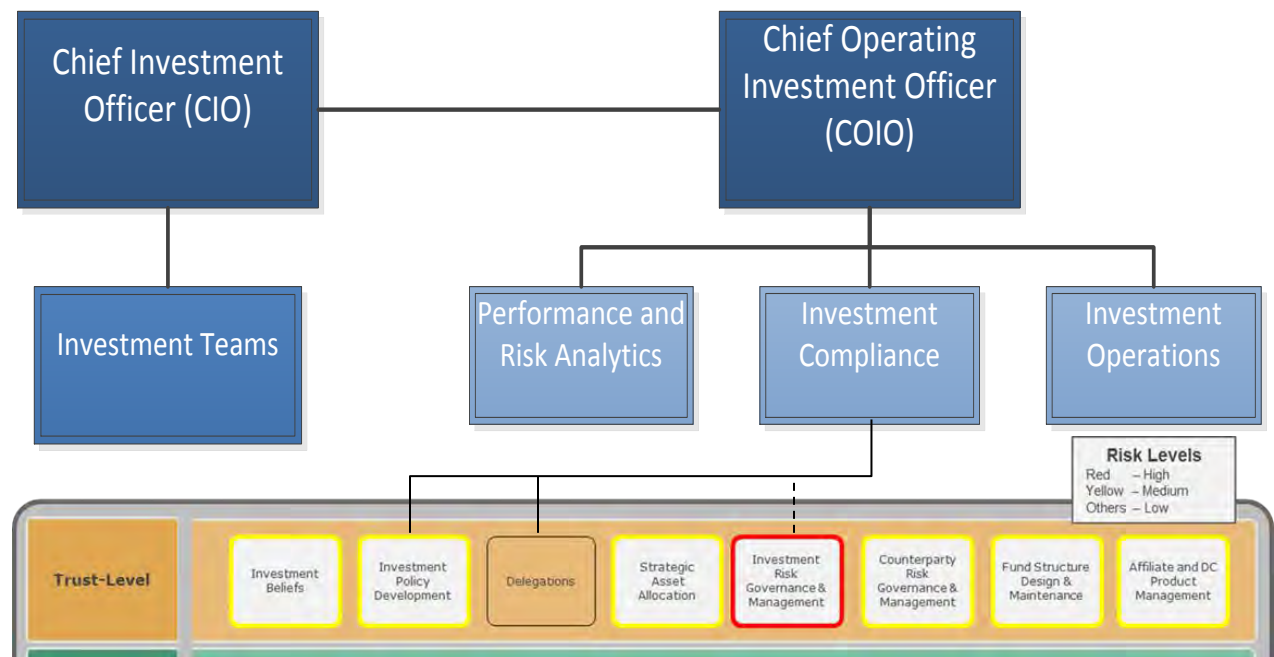 Chief Investment
Officer (CIO)
Chief Operating
Investment Officer
(COIO)
Investment Teams
Performance and
Risk Analytics
Investment
Compliance
Investment
Operations
Risk Levels
Red – High
Yellow – Medium
Others – Low
Trust-Level
Investment
Beliefs
Investment
Policy
Development
Delegations
Strategic
Asset
Allocation
Investment
Risk
Governance &
Management
Counterparty
Risk
Governance &
Management
Fund Structure
Design &
Maintenance
Affiliate and DC
Product
Management